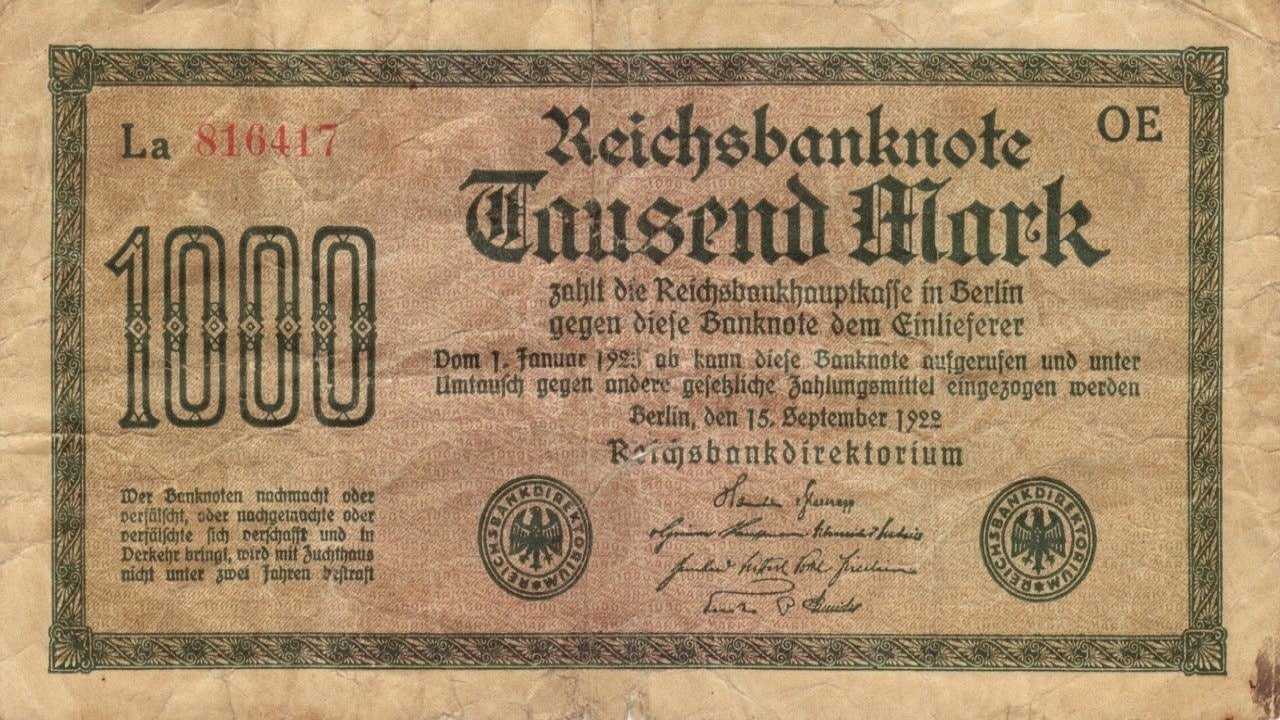 La 816417
OE
Reichsbanknote
Tausend Mark
1000
zahlt die Reichsbankhauptkasse in Berlin
gegen diese Banknote dem Einlieferer
Vom 1. Januar 1923 ab kann diese Banknote aufgerufen und unter
Umtausch gegen andere gesetzliche Zahlungsmittel eingezogen werden
Berlin, den 15. September 1922
Reichsbankdirektorium
Wer Banknoten nachmacht oder
verfälscht, oder nachgemachte oder
verfälschte sich verschafft und in
Verkehr bringt, wird mit Zuchthaus
nicht unter zwei Jahren bestraft
REICHSBANKDIREKTORIUM
REICHSBANKDIREKTORIUM